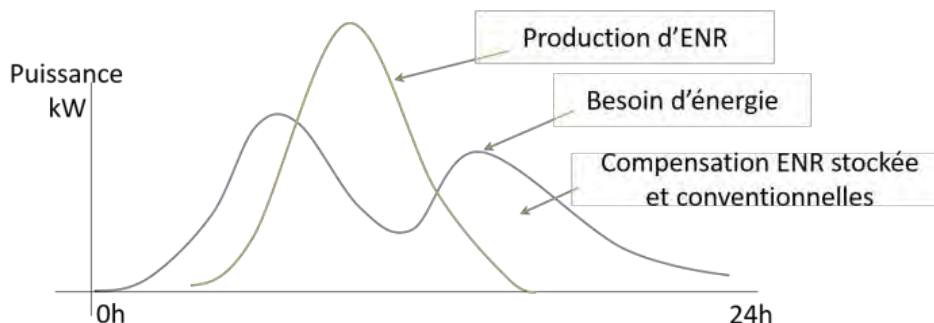 Production d'ENR
Puissance
kW
Besoin d'énergie
Compensation ENR stockée
et conventionnelles
0h
24h